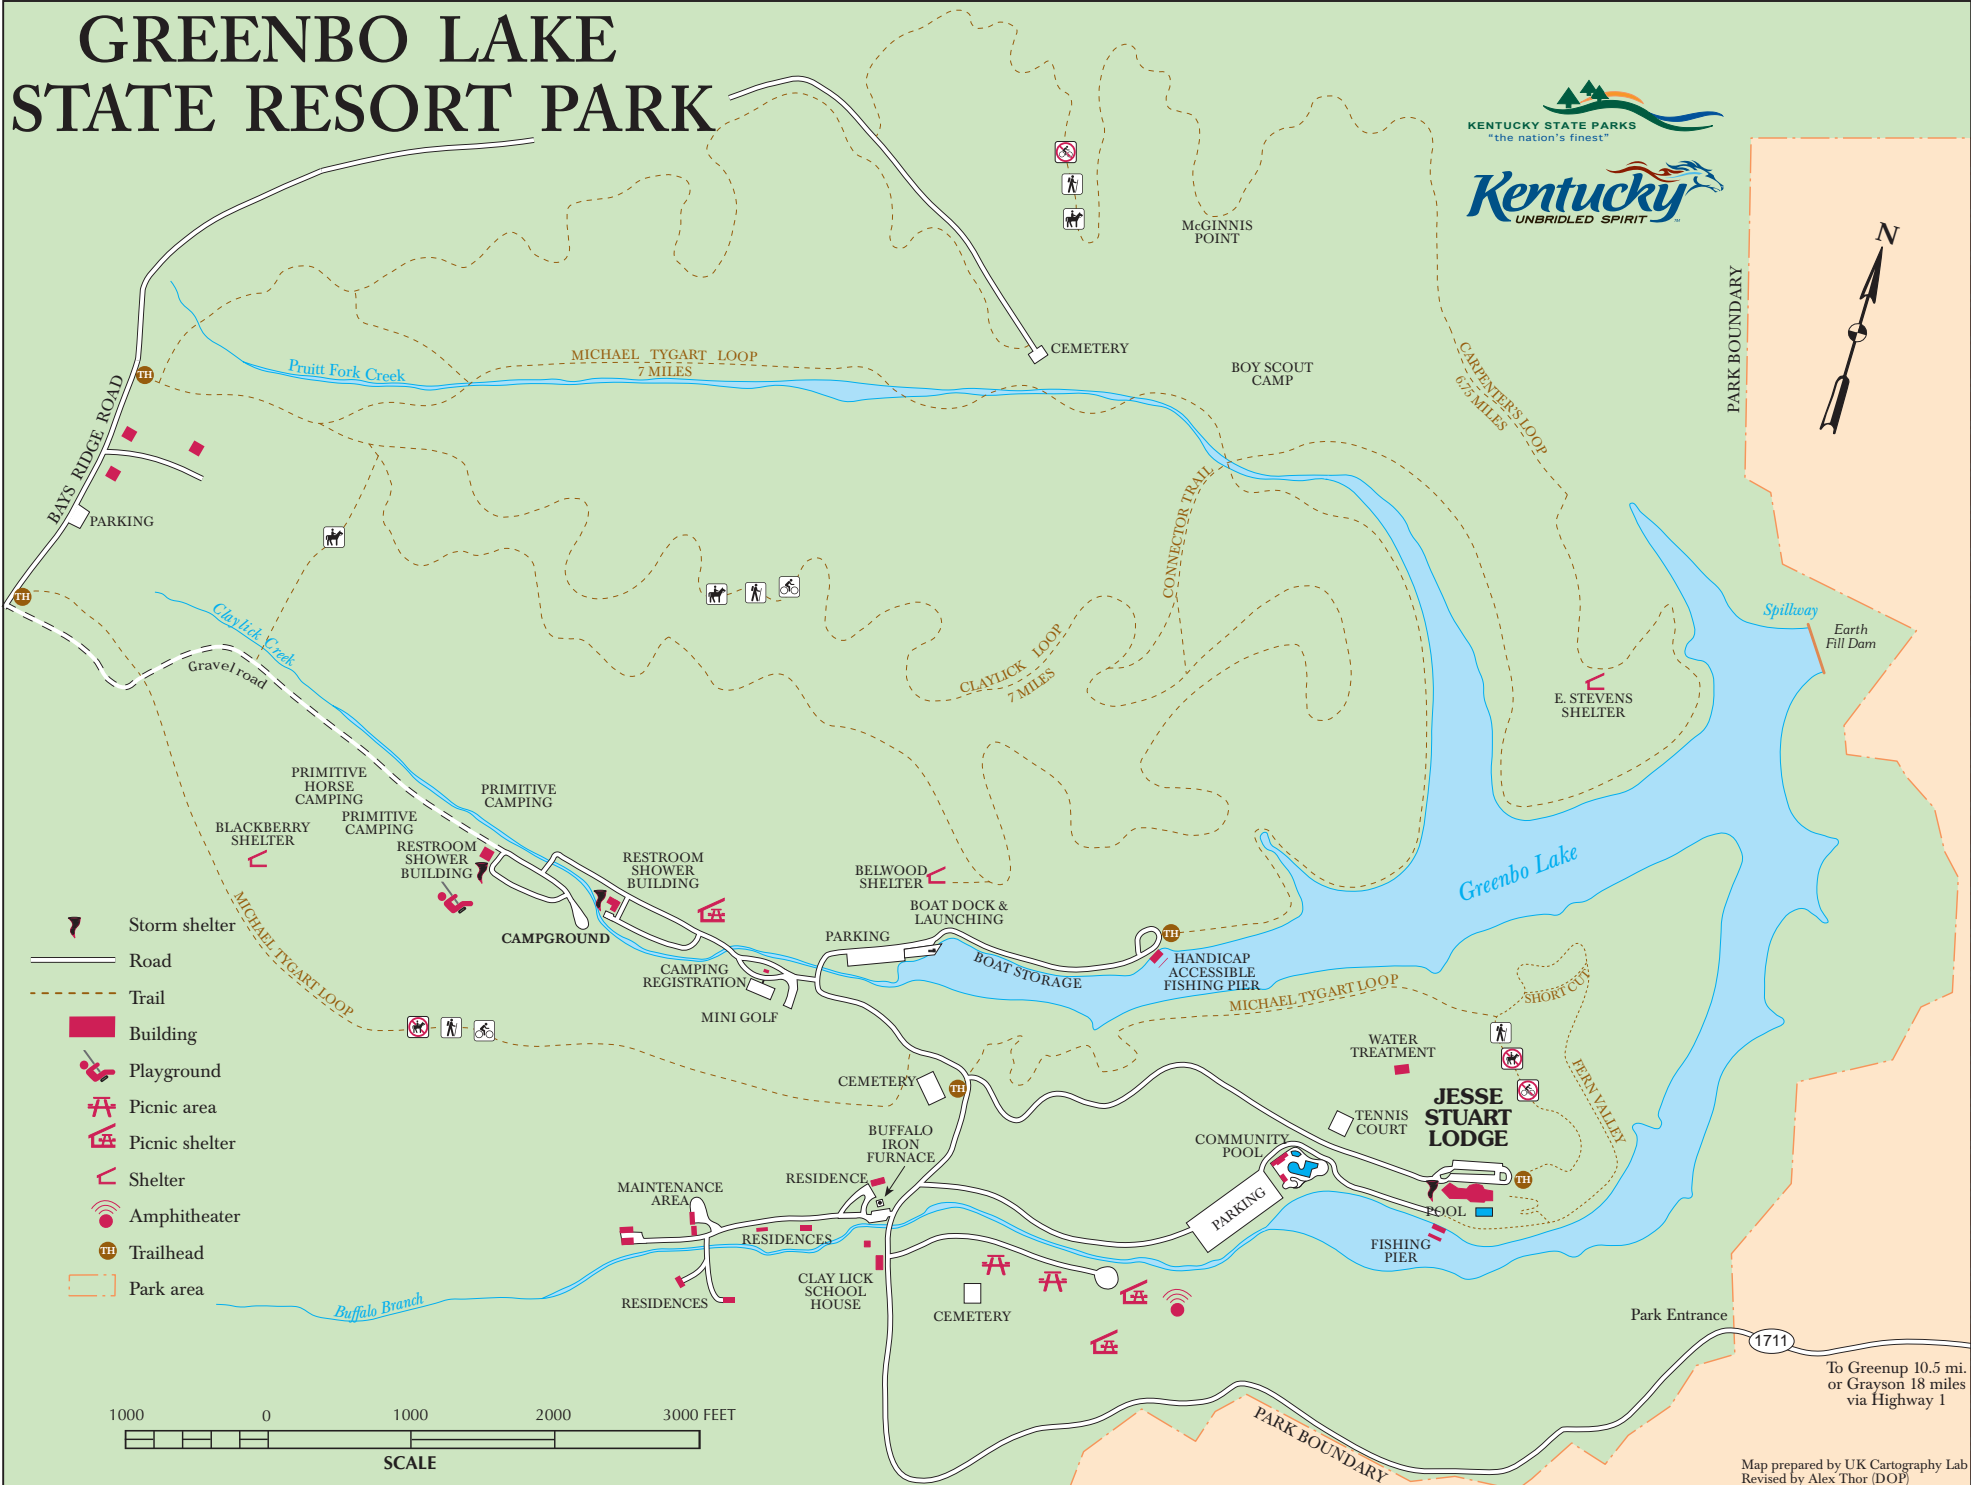 GREENBO LAKE
STATE RESORT PARK
KENTUCKY STATE PARKS
"the nation's finest"
Kentucky
UNBRIDLED SPIRIT
TM
N
McGINNIS
POINT
PARK BOUNDARY
CEMETERY
MICHAEL TYGART LOOP
7 MILES
Pruitt Fork Creek
BOY SCOUT
CAMP
CARPENTER'S LOOP
6.75 MILES
TH
BAYS RIDGE ROAD
PARKING
CONNECTOR TRAIL
TH
Claylick Creek
Gravel road
Spillway
Earth
Fill Dam
CLAYLICK LOOP
7 MILES
E. STEVENS
SHELTER
PRIMITIVE
HORSE
CAMPING
PRIMITIVE
CAMPING
PRIMITIVE
CAMPING
BLACKBERRY
SHELTER
RESTROOM
SHOWER
BUILDING
RESTROOM
SHOWER
BUILDING
BELWOOD
SHELTER
Greenbo Lake
BOAT DOCK &
LAUNCHING
MICHAEL TYGART LOOP
CAMPGROUND
PARKING
TH
BOAT STORAGE
HANDICAP
ACCESSIBLE
FISHING PIER
CAMPING
REGISTRATION
MINI GOLF
MICHAEL TYGART LOOP
SHORT CUT
Storm shelter
Road
Trail
Building
Playground
Picnic area
Picnic shelter
Shelter
Amphitheater
TH
Trailhead
Park area
WATER
TREATMENT
FERN VALLEY
CEMETERY
TH
JESSE
STUART
LODGE
TENNIS
COURT
COMMUNITY
POOL
BUFFALO
IRON
FURNACE
RESIDENCE
MAINTENANCE
AREA
TH
PARKING
POOL
RESIDENCES
FISHING
PIER
CLAY LICK
SCHOOL
HOUSE
RESIDENCES
CEMETERY
Buffalo Branch
Park Entrance
1711
To Greenup 10.5 mi.
or Grayson 18 miles
via Highway 1
PARK BOUNDARY
1000 0 1000 2000 3000 FEET
SCALE
Map prepared by UK Cartography Lab
Revised by Alex Thor (DOP)